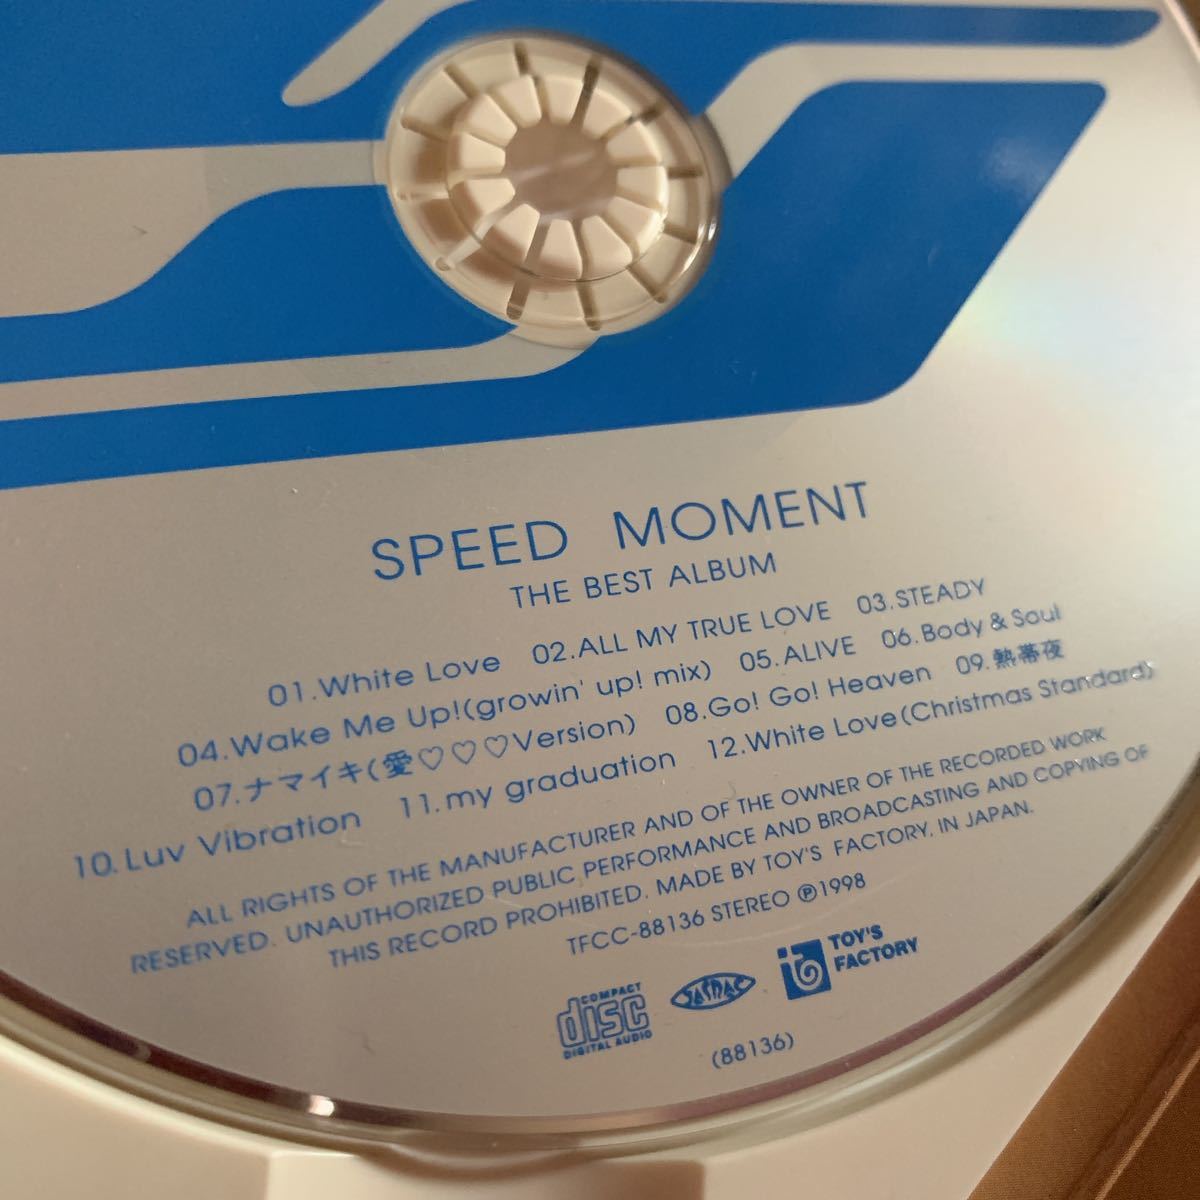 SPEED MOMENT
THE BEST ALBUM
01.White Love 02.ALL MY TRUE LOVE 03.STEADY
04.Wake Me Up!(growin' up! mix) 05.ALIVE 06.Body & Soul
07.ナマイキ(愛♡♡♡Version) 08.Go! Go! Heaven 09.熱帯夜
10.Luv Vibration 11.my graduation 12.White Love(Christmas Standard)
ALL RIGHTS OF THE MANUFACTURER AND OF THE OWNER OF THE RECORDED WORK
RESERVED. UNAUTHORIZED PUBLIC PERFORMANCE AND BROADCASTING AND COPYING OF
THIS RECORD PROHIBITED. MADE BY TOY'S FACTORY. IN JAPAN.
TFCC-88136 STEREO ℗1998
COMPACT
disc
DIGITAL AUDIO
JASRAC
TOY'S
FACTORY
(88136)